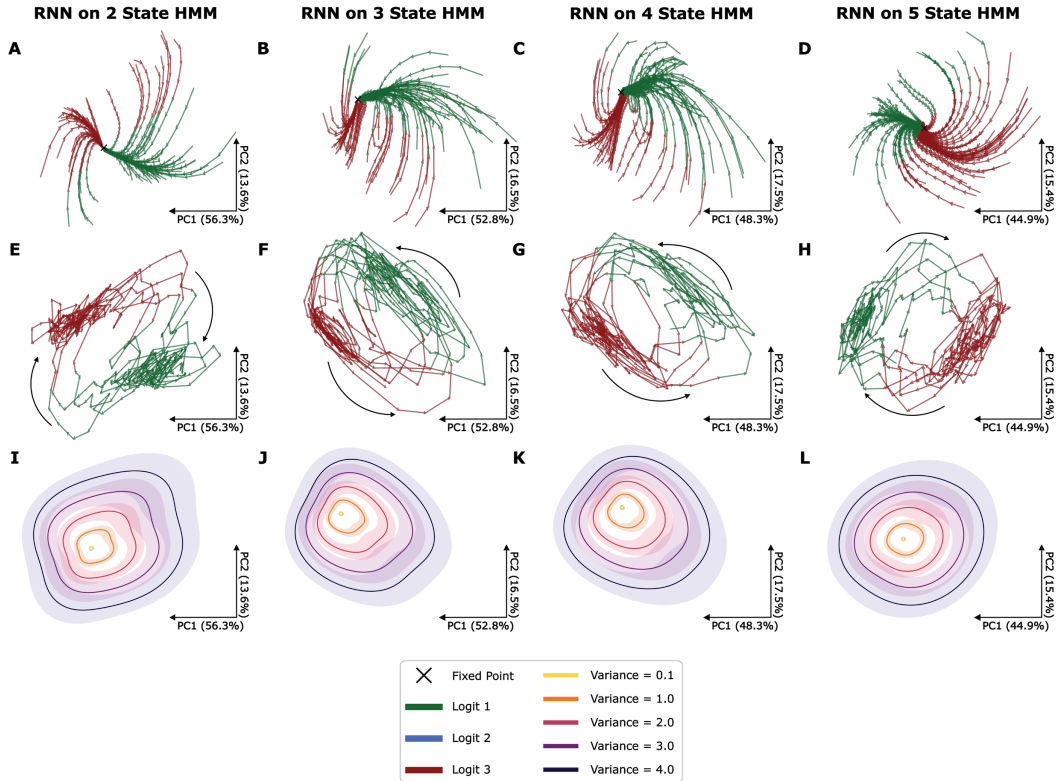 RNN on 2 State HMM
RNN on 3 State HMM
RNN on 4 State HMM
RNN on 5 State HMM
A
PC2 (13.6%)
PC1 (56.3%)
B
PC2 (16.5%)
PC1 (52.8%)
C
PC2 (17.5%)
PC1 (48.3%)
D
PC2 (15.4%)
PC1 (44.9%)
E
PC2 (13.6%)
PC1 (56.3%)
F
PC2 (16.5%)
PC1 (52.8%)
G
PC2 (17.5%)
PC1 (48.3%)
H
PC2 (15.4%)
PC1 (44.9%)
I
PC2 (13.6%)
PC1 (56.3%)
J
PC2 (16.5%)
PC1 (52.8%)
K
PC2 (17.5%)
PC1 (48.3%)
L
PC2 (15.4%)
PC1 (44.9%)
Fixed Point
Logit 1
Logit 2
Logit 3
Variance = 0.1
Variance = 1.0
Variance = 2.0
Variance = 3.0
Variance = 4.0